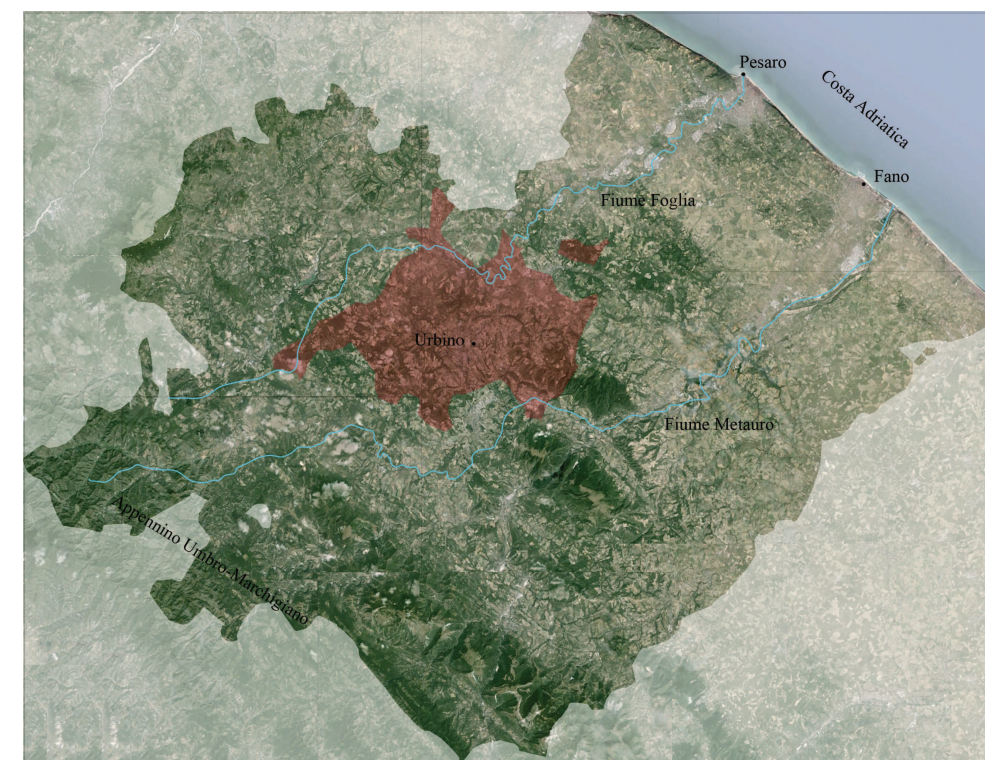 Pesaro
Costa Adriatica
Fano
Fiume Foglia
Urbino
Fiume Metauro
Appennino Umbro-Marchigiano